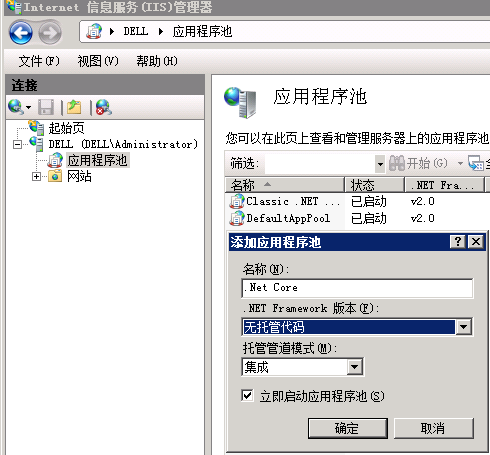 Internet 信息服务(IIS)管理器
DELL 应用程序池
文件(F) 视图(V) 帮助(H)
连接
起始页
DELL (DELL\Administrator)
应用程序池
网站
应用程序池
您可以在此页上查看和管理服务器上的应用程序池
筛选: 开始(G)
名称 状态 .NET Fra...
Classic .NET ... 已启动 v2.0
DefaultAppPool 已启动 v2.0
添加应用程序池
名称(N):
.Net Core
.NET Framework 版本(F):
无托管代码
托管管道模式(M):
集成
立即启动应用程序池(S)
确定 取消